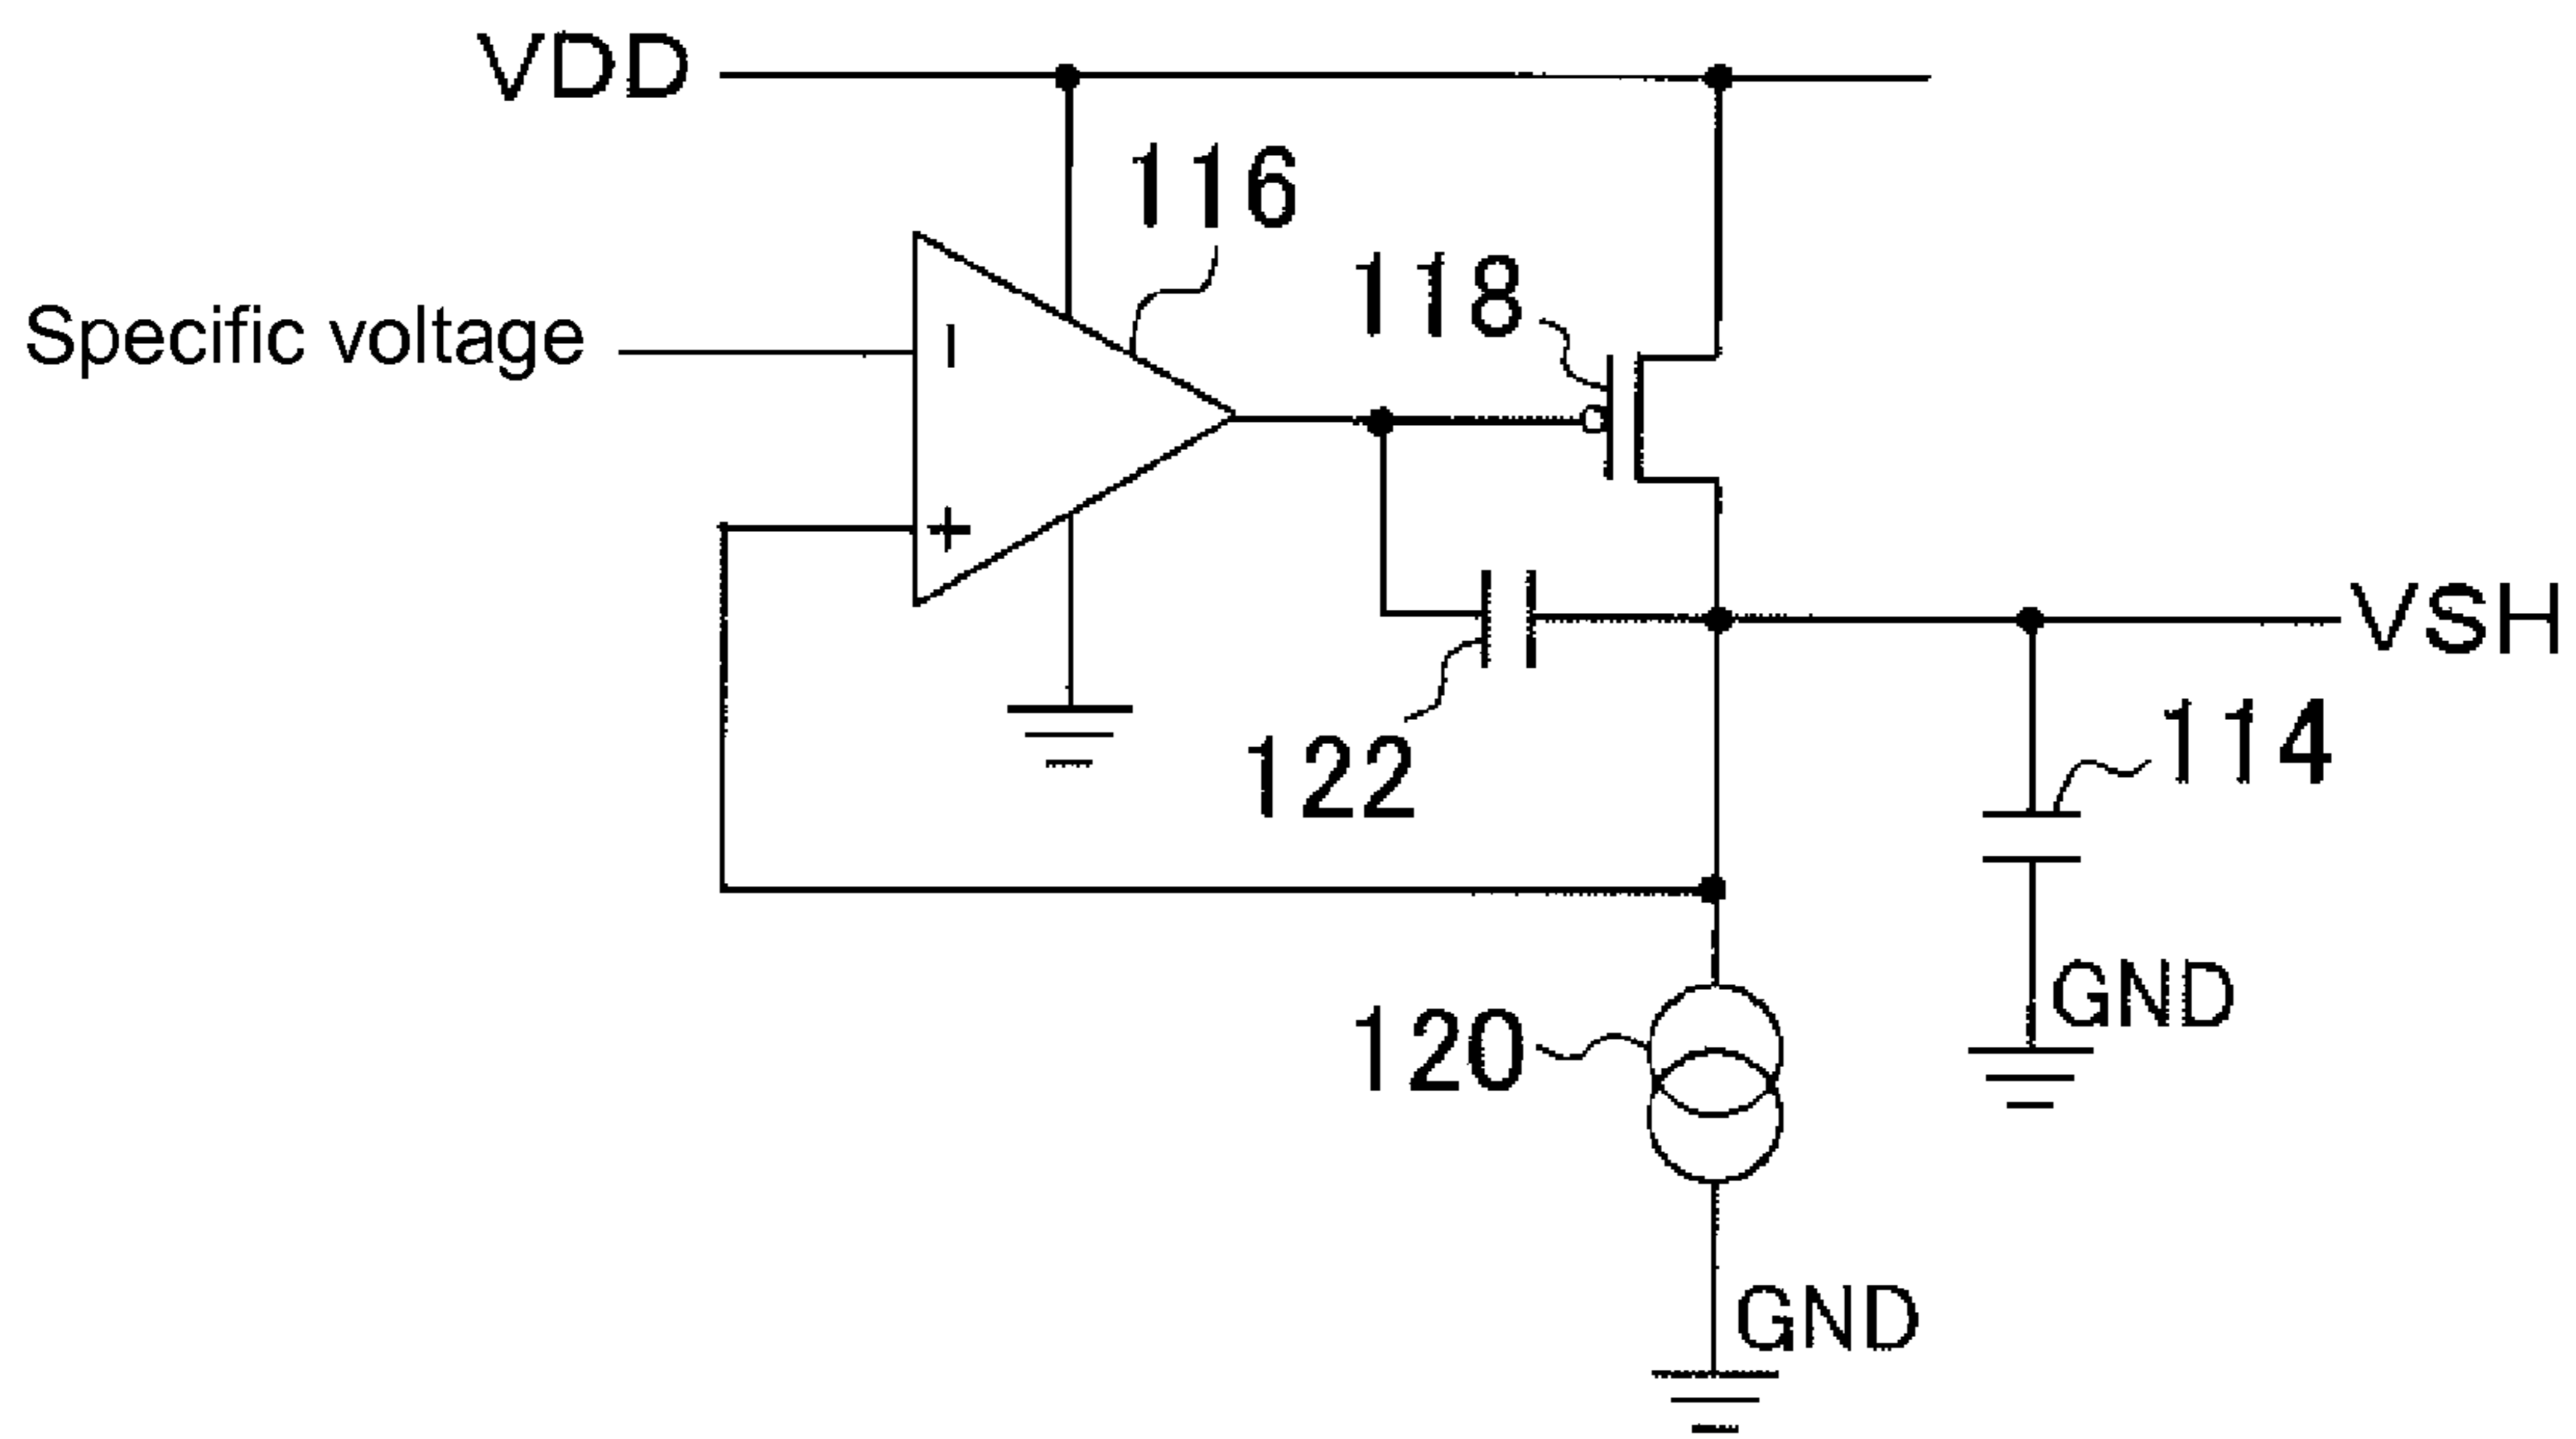 VDD
116
118
Specific voltage
−
+
VSH
122
114
GND
120
GND